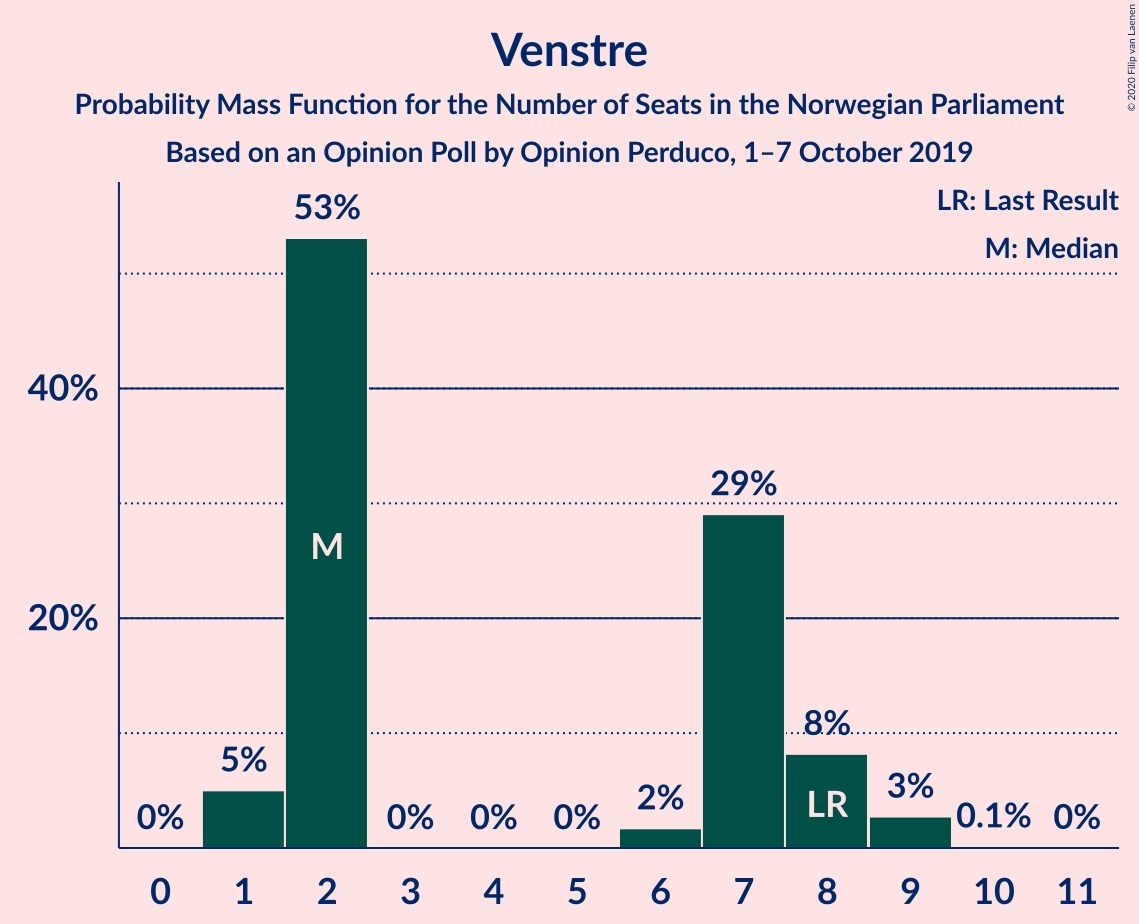 Venstre
Probability Mass Function for the Number of Seats in the Norwegian Parliament
Based on an Opinion Poll by Opinion Perduco, 1–7 October 2019
© 2020 Filip van Laenen
LR: Last Result
M: Median
40%
20%
0%
5%
53%
M
0%
0%
0%
2%
29%
8%
LR
3%
0.1%
0%
0 1 2 3 4 5 6 7 8 9 10 11